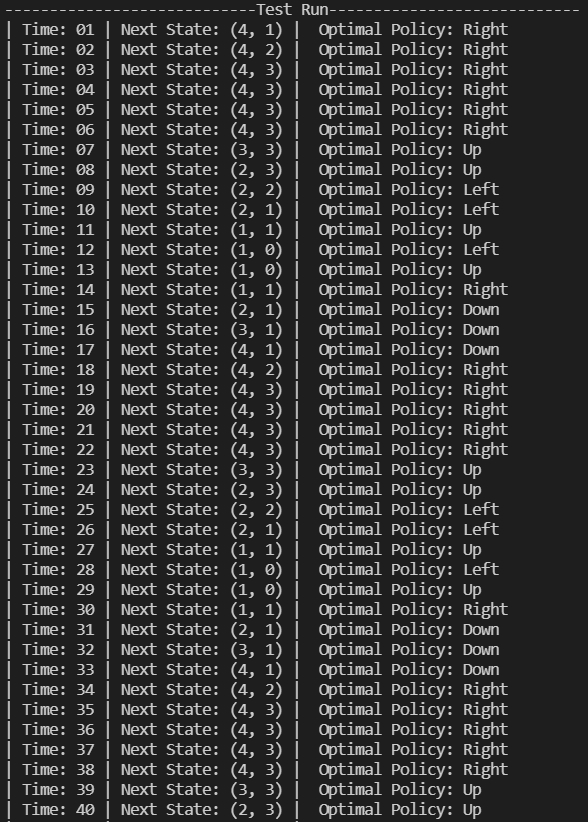 ----------------------------Test Run----------------------------
| Time: 01 | Next State: (4, 1) |  Optimal Policy: Right
| Time: 02 | Next State: (4, 2) |  Optimal Policy: Right
| Time: 03 | Next State: (4, 3) |  Optimal Policy: Right
| Time: 04 | Next State: (4, 3) |  Optimal Policy: Right
| Time: 05 | Next State: (4, 3) |  Optimal Policy: Right
| Time: 06 | Next State: (4, 3) |  Optimal Policy: Right
| Time: 07 | Next State: (3, 3) |  Optimal Policy: Up
| Time: 08 | Next State: (2, 3) |  Optimal Policy: Up
| Time: 09 | Next State: (2, 2) |  Optimal Policy: Left
| Time: 10 | Next State: (2, 1) |  Optimal Policy: Left
| Time: 11 | Next State: (1, 1) |  Optimal Policy: Up
| Time: 12 | Next State: (1, 0) |  Optimal Policy: Left
| Time: 13 | Next State: (1, 0) |  Optimal Policy: Up
| Time: 14 | Next State: (1, 1) |  Optimal Policy: Right
| Time: 15 | Next State: (2, 1) |  Optimal Policy: Down
| Time: 16 | Next State: (3, 1) |  Optimal Policy: Down
| Time: 17 | Next State: (4, 1) |  Optimal Policy: Down
| Time: 18 | Next State: (4, 2) |  Optimal Policy: Right
| Time: 19 | Next State: (4, 3) |  Optimal Policy: Right
| Time: 20 | Next State: (4, 3) |  Optimal Policy: Right
| Time: 21 | Next State: (4, 3) |  Optimal Policy: Right
| Time: 22 | Next State: (4, 3) |  Optimal Policy: Right
| Time: 23 | Next State: (3, 3) |  Optimal Policy: Up
| Time: 24 | Next State: (2, 3) |  Optimal Policy: Up
| Time: 25 | Next State: (2, 2) |  Optimal Policy: Left
| Time: 26 | Next State: (2, 1) |  Optimal Policy: Left
| Time: 27 | Next State: (1, 1) |  Optimal Policy: Up
| Time: 28 | Next State: (1, 0) |  Optimal Policy: Left
| Time: 29 | Next State: (1, 0) |  Optimal Policy: Up
| Time: 30 | Next State: (1, 1) |  Optimal Policy: Right
| Time: 31 | Next State: (2, 1) |  Optimal Policy: Down
| Time: 32 | Next State: (3, 1) |  Optimal Policy: Down
| Time: 33 | Next State: (4, 1) |  Optimal Policy: Down
| Time: 34 | Next State: (4, 2) |  Optimal Policy: Right
| Time: 35 | Next State: (4, 3) |  Optimal Policy: Right
| Time: 36 | Next State: (4, 3) |  Optimal Policy: Right
| Time: 37 | Next State: (4, 3) |  Optimal Policy: Right
| Time: 38 | Next State: (4, 3) |  Optimal Policy: Right
| Time: 39 | Next State: (3, 3) |  Optimal Policy: Up
| Time: 40 | Next State: (2, 3) |  Optimal Policy: Up